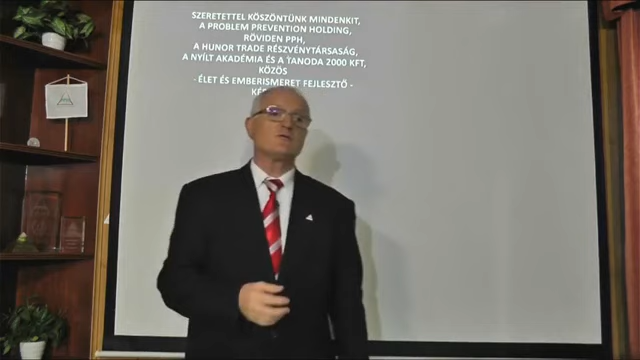 SZERETETTEL KÖSZÖNTÜNK MINDENKIT,
A PROBLEM PREVENTION HOLDING,
RÖVIDEN PPH,
A HUNOR TRADE RÉSZVÉNYTÁRSASÁG,
A NYÍLT AKADÉMIA ÉS A TANODA 2000 KFT,
KÖZÖS
- ÉLET ÉS EMBERISMERET FEJLESZTŐ -